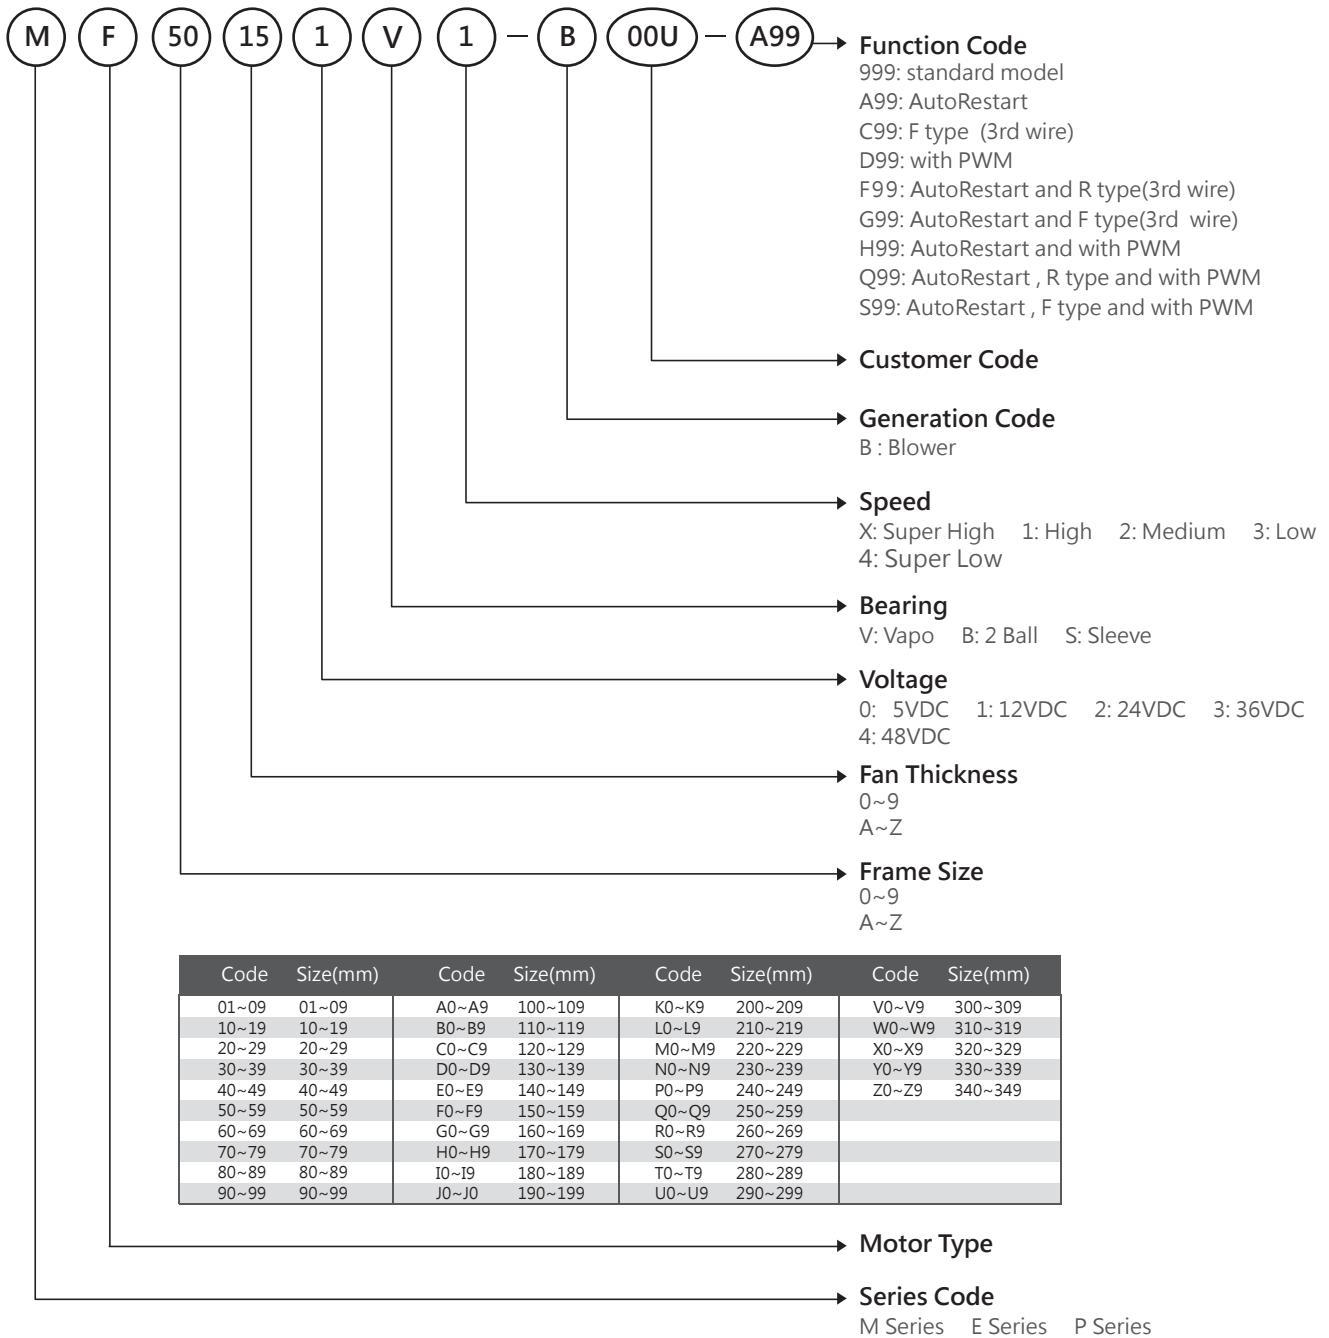 M F 50 15 1 V 1 — B 00U — A99
Function Code
999: standard model
A99: AutoRestart
C99: F type (3rd wire)
D99: with PWM
F99: AutoRestart and R type(3rd wire)
G99: AutoRestart and F type(3rd wire)
H99: AutoRestart and with PWM
Q99: AutoRestart , R type and with PWM
S99: AutoRestart , F type and with PWM
Customer Code
Generation Code
B : Blower
Speed
X: Super High 1: High 2: Medium 3: Low
4: Super Low
Bearing
V: Vapo B: 2 Ball S: Sleeve
Voltage
0: 5VDC 1: 12VDC 2: 24VDC 3: 36VDC
4: 48VDC
Fan Thickness
0~9
A~Z
Frame Size
0~9
A~Z
Code Size(mm) Code Size(mm) Code Size(mm) Code Size(mm)
01~09 01~09 A0~A9 100~109 K0~K9 200~209 V0~V9 300~309
10~19 10~19 B0~B9 110~119 L0~L9 210~219 W0~W9 310~319
20~29 20~29 C0~C9 120~129 M0~M9 220~229 X0~X9 320~329
30~39 30~39 D0~D9 130~139 N0~N9 230~239 Y0~Y9 330~339
40~49 40~49 E0~E9 140~149 P0~P9 240~249 Z0~Z9 340~349
50~59 50~59 F0~F9 150~159 Q0~Q9 250~259
60~69 60~69 G0~G9 160~169 R0~R9 260~269
70~79 70~79 H0~H9 170~179 S0~S9 270~279
80~89 80~89 I0~I9 180~189 T0~T9 280~289
90~99 90~99 J0~J0 190~199 U0~U9 290~299
Motor Type
Series Code
M Series E Series P Series